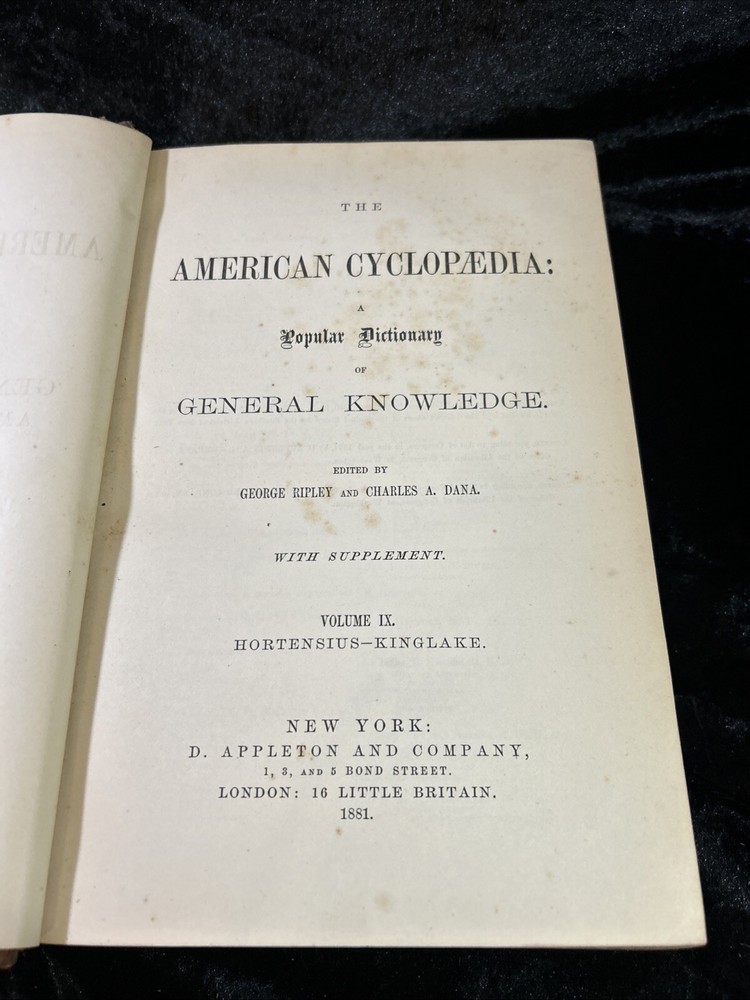 THE
AMERICAN CYCLOPÆDIA:
A
Popular Dictionary
OF
GENERAL KNOWLEDGE.
EDITED BY
GEORGE RIPLEY AND CHARLES A. DANA.
WITH SUPPLEMENT.
VOLUME IX.
HORTENSIUS–KINGLAKE.
NEW YORK:
D. APPLETON AND COMPANY,
1, 3, AND 5 BOND STREET.
LONDON: 16 LITTLE BRITAIN.
1881.